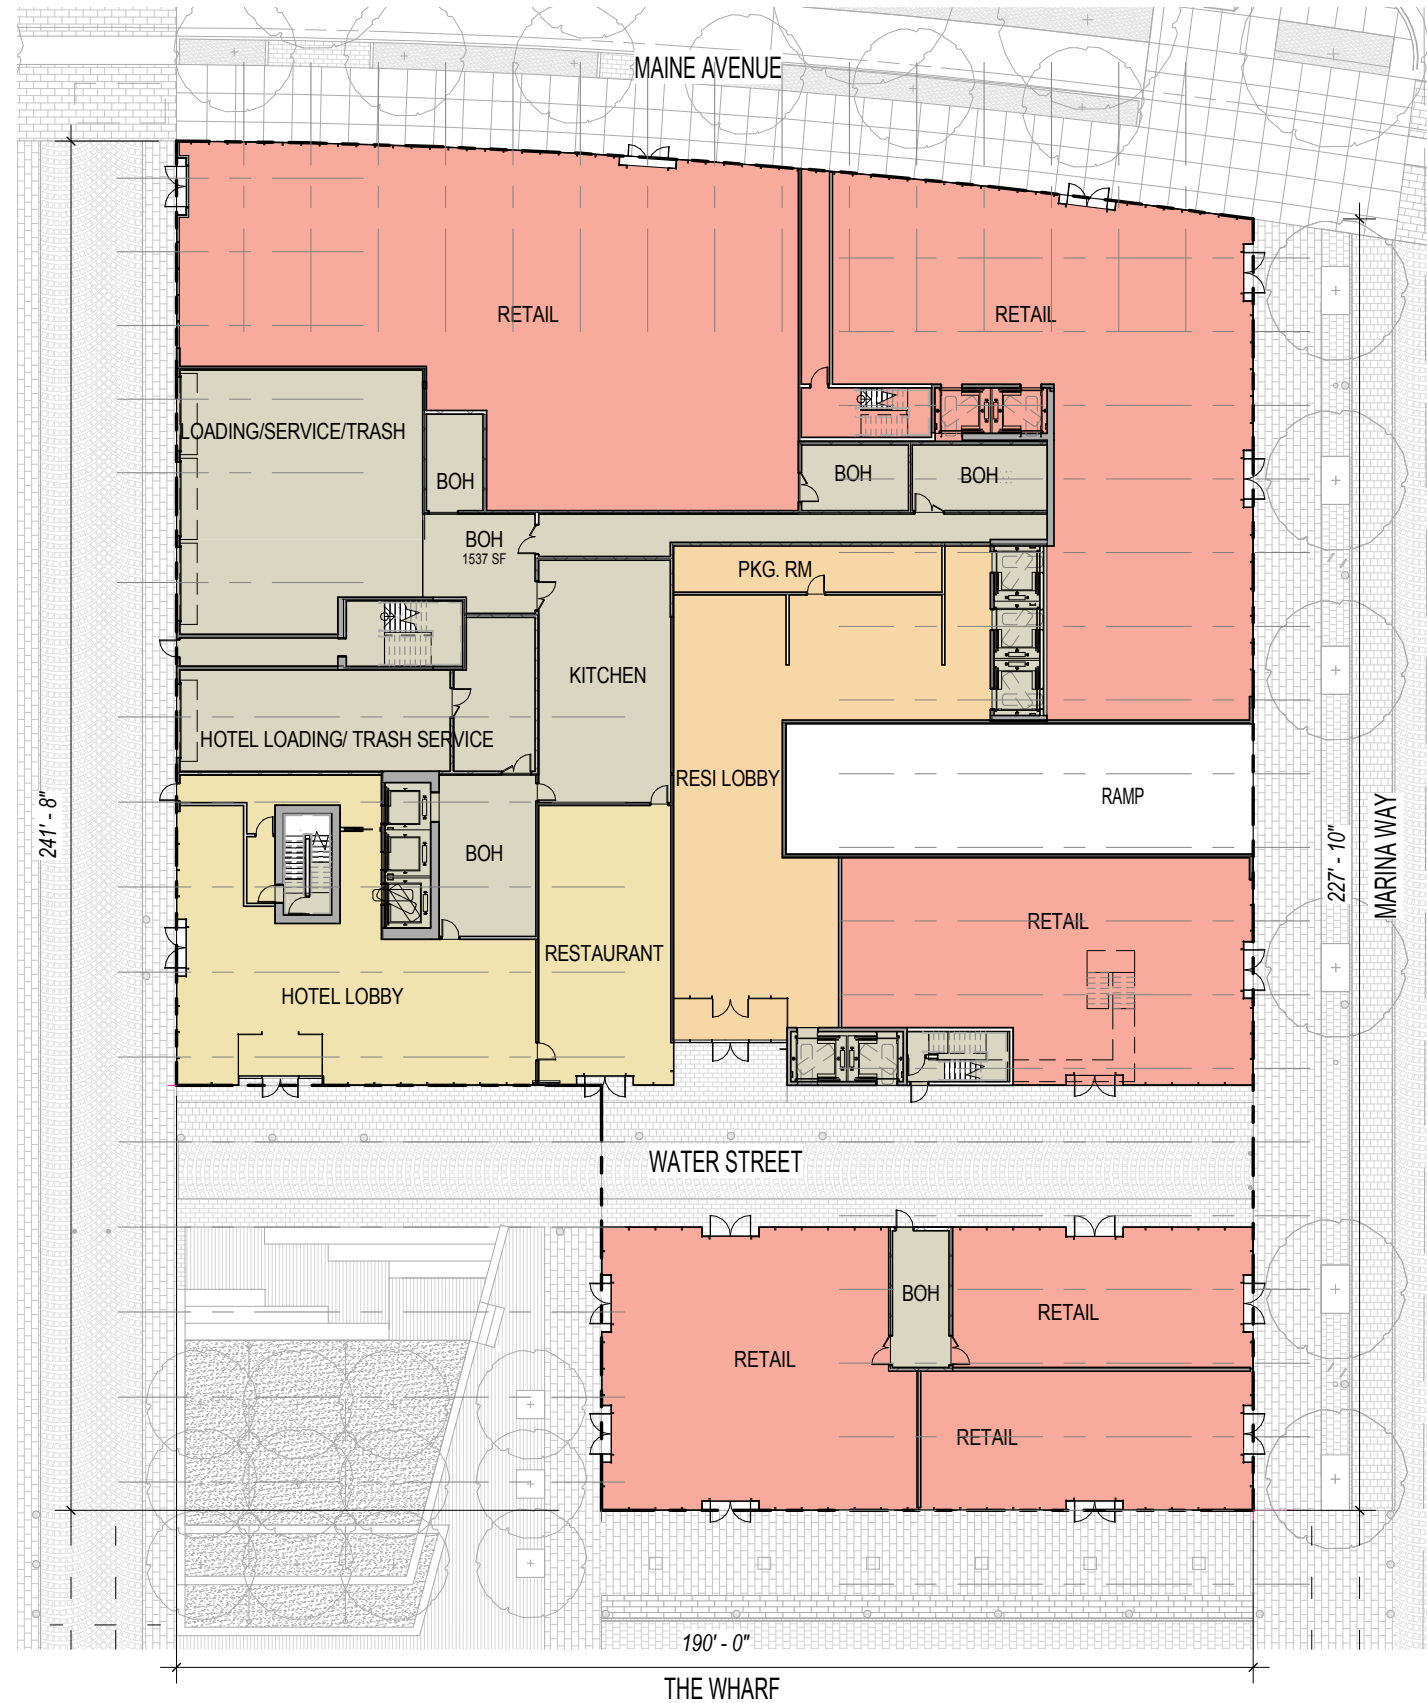 MAINE AVENUE
RETAIL
RETAIL
LOADING/SERVICE/TRASH
BOH
BOH
BOH
BOH
1537 SF
PKG. RM
KITCHEN
HOTEL LOADING/ TRASH SERVICE
RESI LOBBY
RAMP
241' - 8"
227' - 10"
MARINA WAY
BOH
RETAIL
RESTAURANT
HOTEL LOBBY
WATER STREET
BOH
RETAIL
RETAIL
RETAIL
190' - 0"
THE WHARF